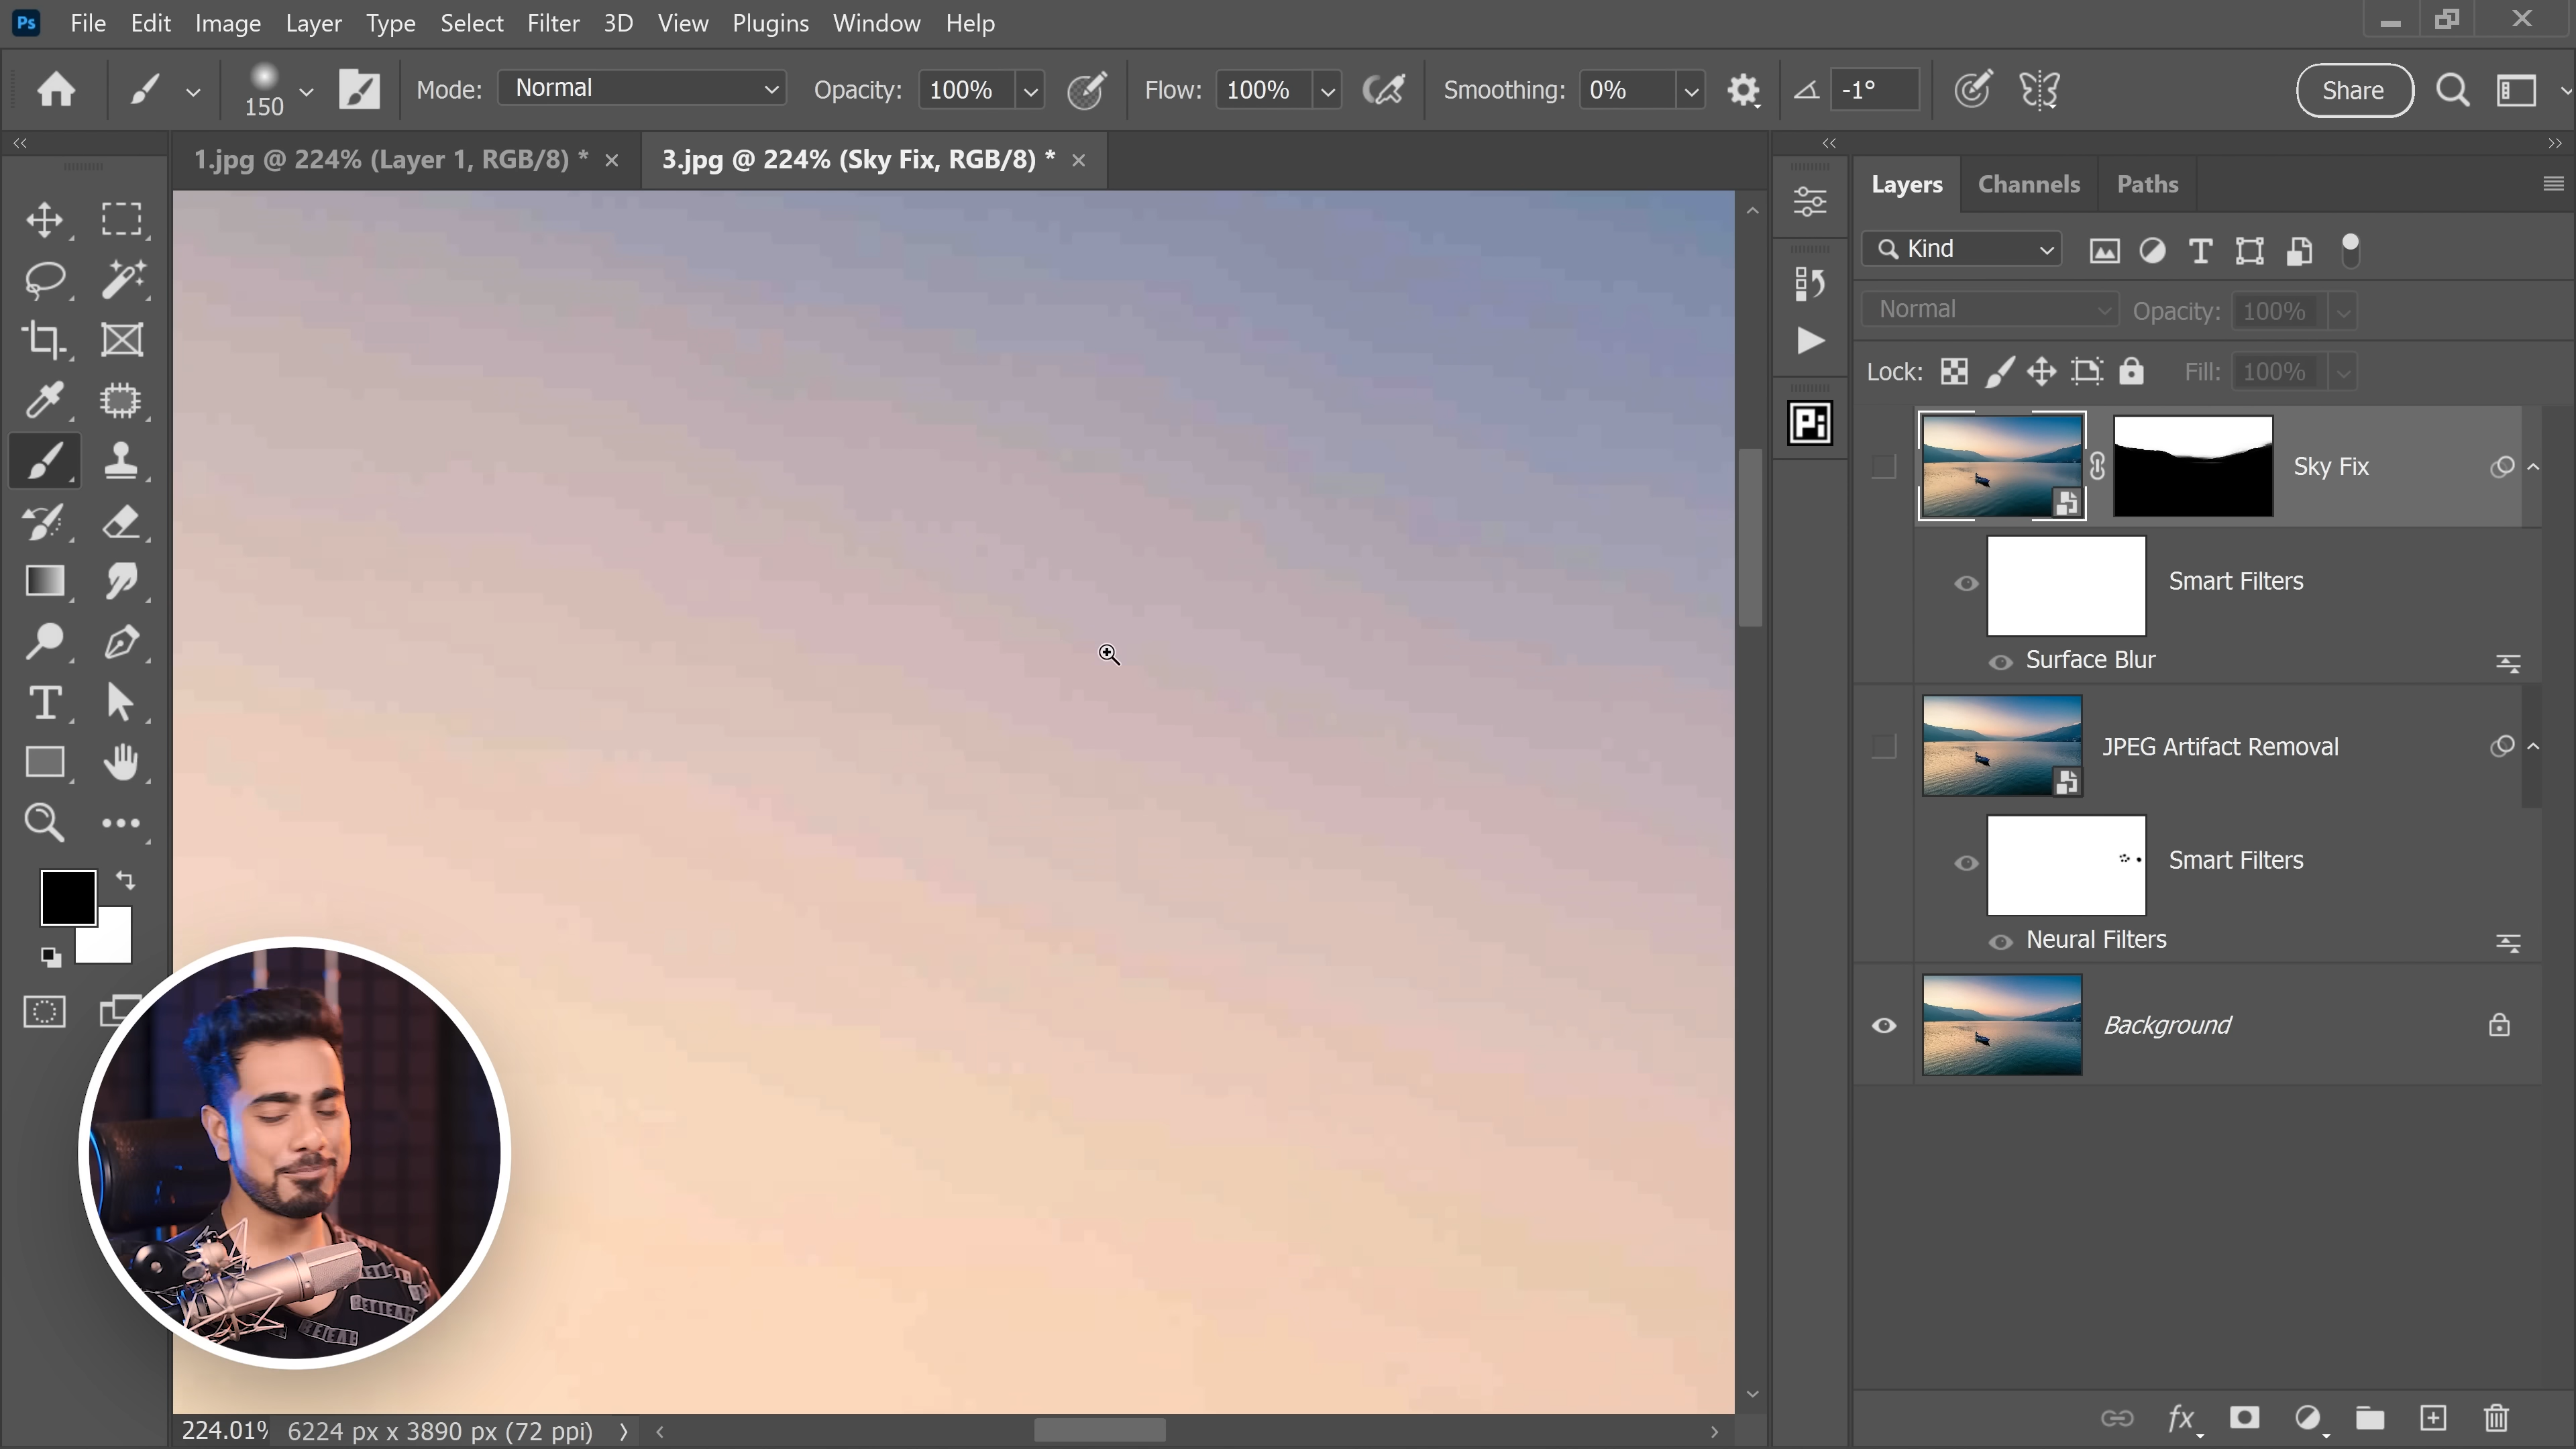 Ps File Edit Image Layer Type Select Filter 3D View Plugins Window Help
150 Mode: Normal Opacity: 100% Flow: 100% Smoothing: 0% -1° Share
1.jpg @ 224% (Layer 1, RGB/8) * × 3.jpg @ 224% (Sky Fix, RGB/8) * ×
Layers Channels Paths
Kind
Normal Opacity: 100%
Lock: Fill: 100%
Pi
Sky Fix
Smart Filters
Surface Blur
JPEG Artifact Removal
Smart Filters
Neural Filters
Background
224.01% 6224 px x 3890 px (72 ppi)
fx